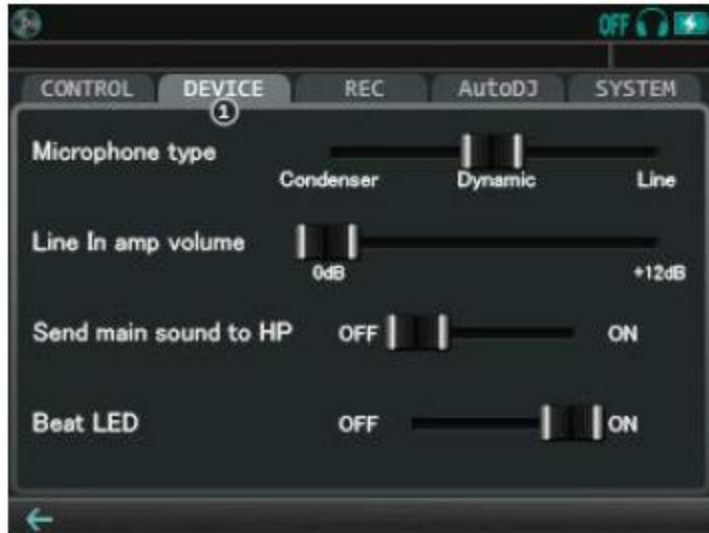 OFF
CONTROL DEVICE REC AutoDJ SYSTEM
1
Microphone type
Condenser Dynamic Line
Line In amp volume
0dB +12dB
Send main sound to HP OFF ON
Beat LED OFF ON